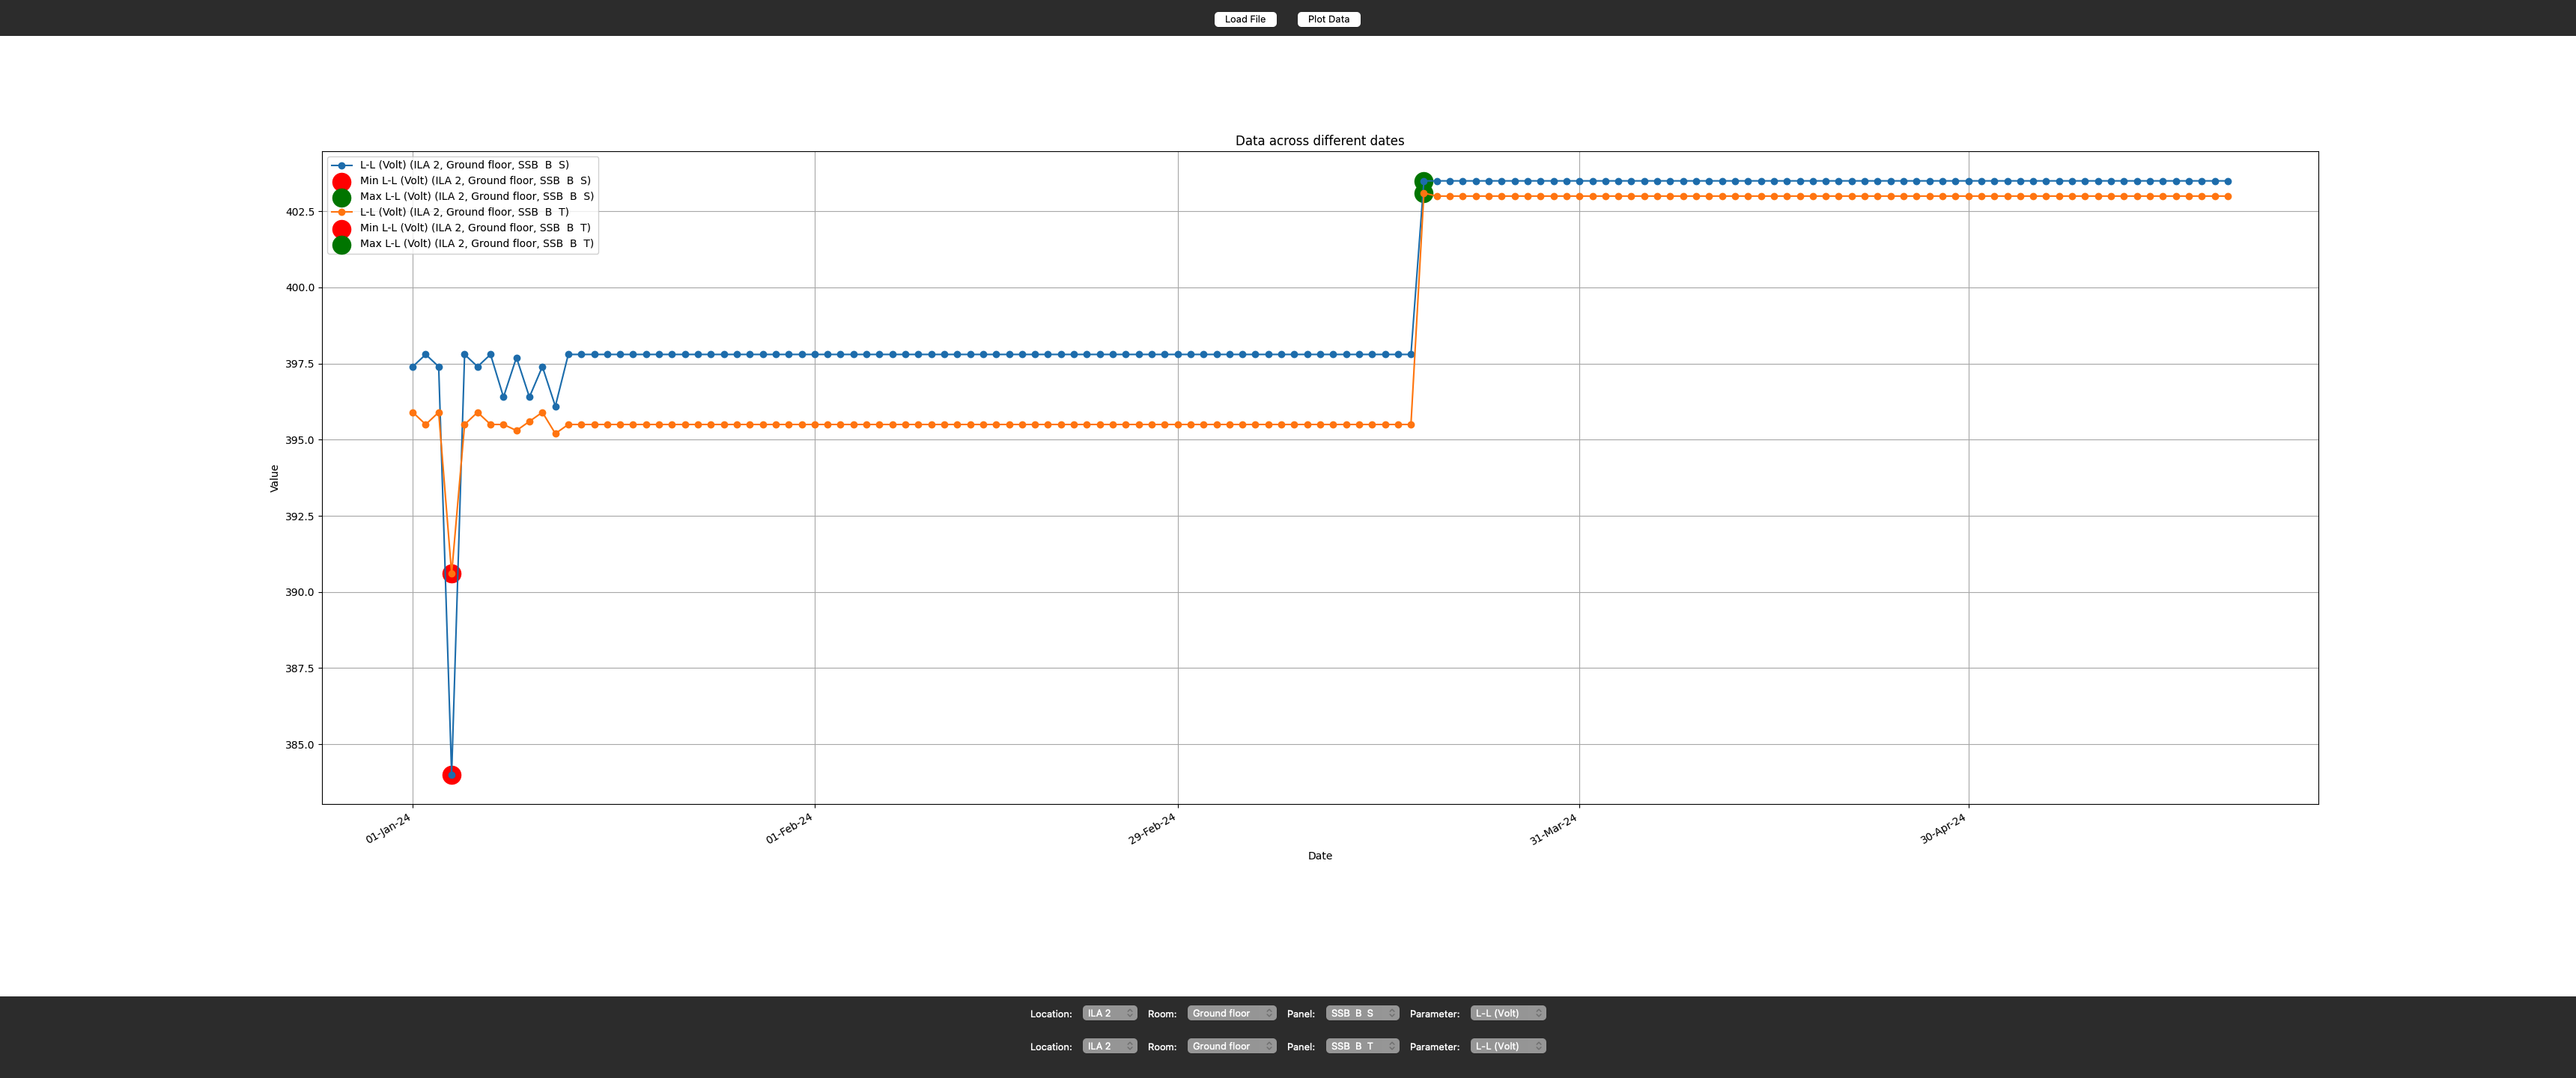 Load File Plot Data
Data across different dates
L-L (Volt) (ILA 2, Ground floor, SSB  B  S)
Min L-L (Volt) (ILA 2, Ground floor, SSB  B  S)
Max L-L (Volt) (ILA 2, Ground floor, SSB  B  S)
L-L (Volt) (ILA 2, Ground floor, SSB  B  T)
Min L-L (Volt) (ILA 2, Ground floor, SSB  B  T)
Max L-L (Volt) (ILA 2, Ground floor, SSB  B  T)
402.5
400.0
397.5
395.0
392.5
390.0
387.5
385.0
Value
01-Jan-24 01-Feb-24 29-Feb-24 31-Mar-24 30-Apr-24
Date
Location: ILA 2 Room: Ground floor Panel: SSB  B  S Parameter: L-L (Volt)
Location: ILA 2 Room: Ground floor Panel: SSB  B  T Parameter: L-L (Volt)